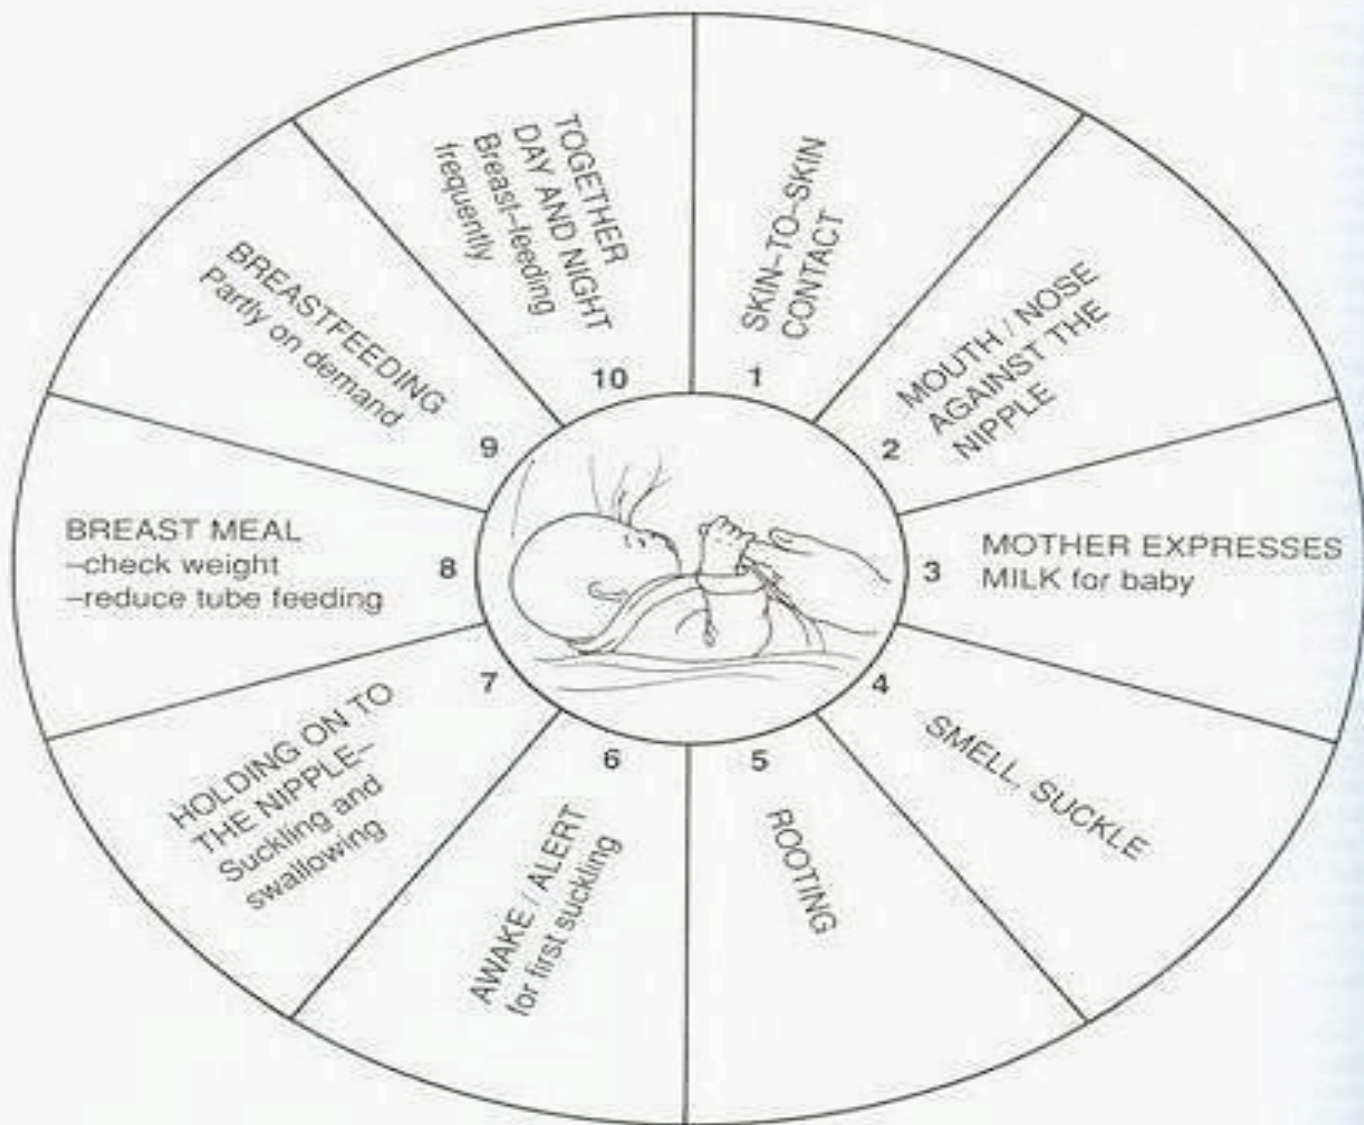 1
SKIN-TO-SKIN
CONTACT
2
MOUTH / NOSE
AGAINST THE
NIPPLE
3
MOTHER EXPRESSES
MILK for baby
4
SMELL, SUCKLE
5
ROOTING
6
AWAKE / ALERT
for first suckling
7
HOLDING ON TO
THE NIPPLE–
Suckling and
swallowing
8
BREAST MEAL
–check weight
–reduce tube feeding
9
BREASTFEEDING
Partly on demand
10
TOGETHER
DAY AND NIGHT
Breast-feeding
frequently